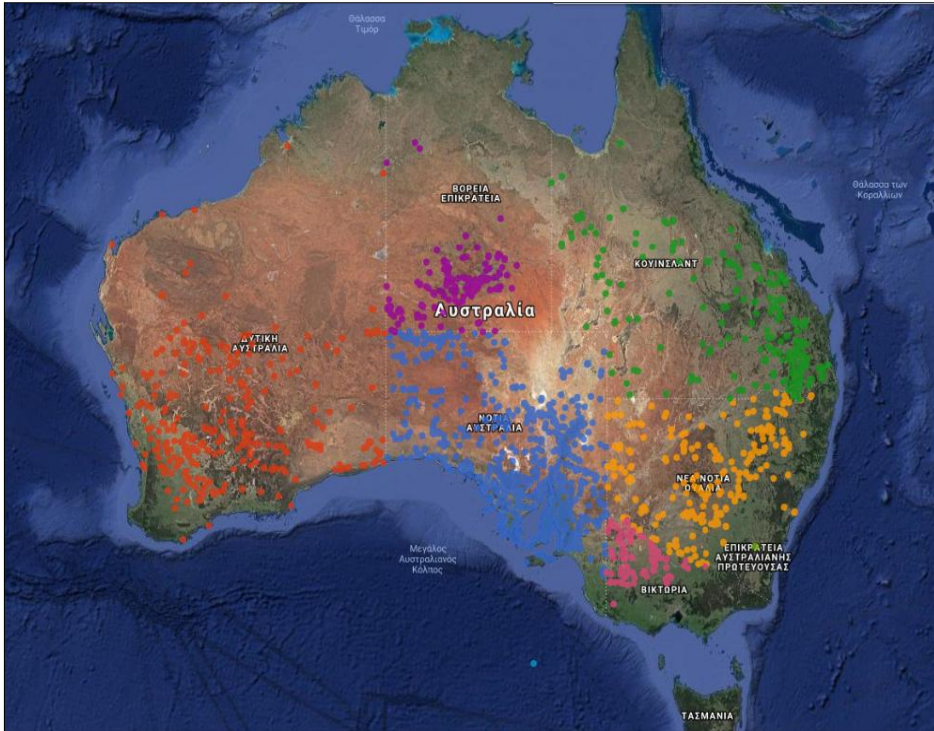 Θάλασσα
Τιμόρ
ΒΟΡΕΙΑ
ΕΠΙΚΡΑΤΕΙΑ
Θάλασσα των
Κοραλλίων
ΚΟΥΙΝΣΛΑΝΤ
Αυστραλία
ΔΥΤΙΚΗ
ΑΥΣΤΡΑΛΙΑ
ΝΟΤΙΑ
ΑΥΣΤΡΑΛΙΑ
ΝΕΑ ΝΟΤΙΑ
ΟΥΑΛΙΑ
Μεγάλος
Αυστραλιανός
Κόλπος
ΕΠΙΚΡΑΤΕΙΑ
ΑΥΣΤΡΑΛΙΑΝΗΣ
ΠΡΩΤΕΥΟΥΣΑΣ
ΒΙΚΤΩΡΙΑ
ΤΑΣΜΑΝΙΑ